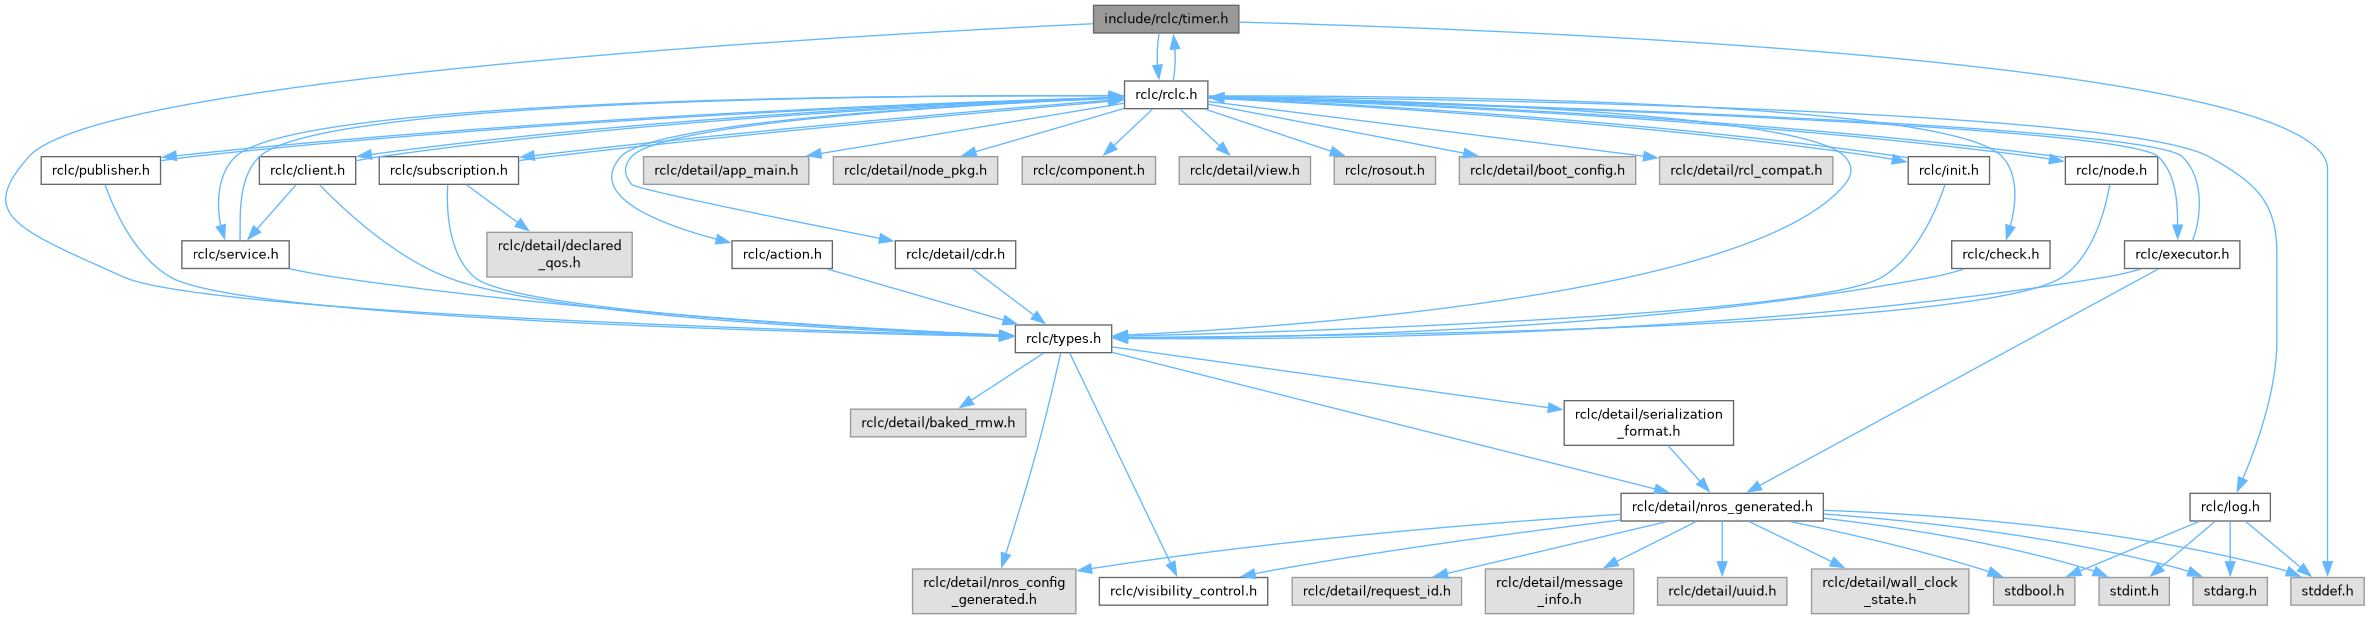 include/rclc/timer.h
rclc/rclc.h
rclc/publisher.h
rclc/client.h
rclc/subscription.h
rclc/detail/app_main.h
rclc/detail/node_pkg.h
rclc/component.h
rclc/detail/view.h
rclc/rosout.h
rclc/detail/boot_config.h
rclc/detail/rcl_compat.h
rclc/init.h
rclc/node.h
rclc/service.h
rclc/detail/declared
_qos.h
rclc/action.h
rclc/detail/cdr.h
rclc/check.h
rclc/executor.h
rclc/types.h
rclc/detail/baked_rmw.h
rclc/detail/serialization
_format.h
rclc/detail/nros_generated.h
rclc/log.h
rclc/detail/nros_config
_generated.h
rclc/visibility_control.h
rclc/detail/request_id.h
rclc/detail/message
_info.h
rclc/detail/uuid.h
rclc/detail/wall_clock
_state.h
stdbool.h
stdint.h
stdarg.h
stddef.h